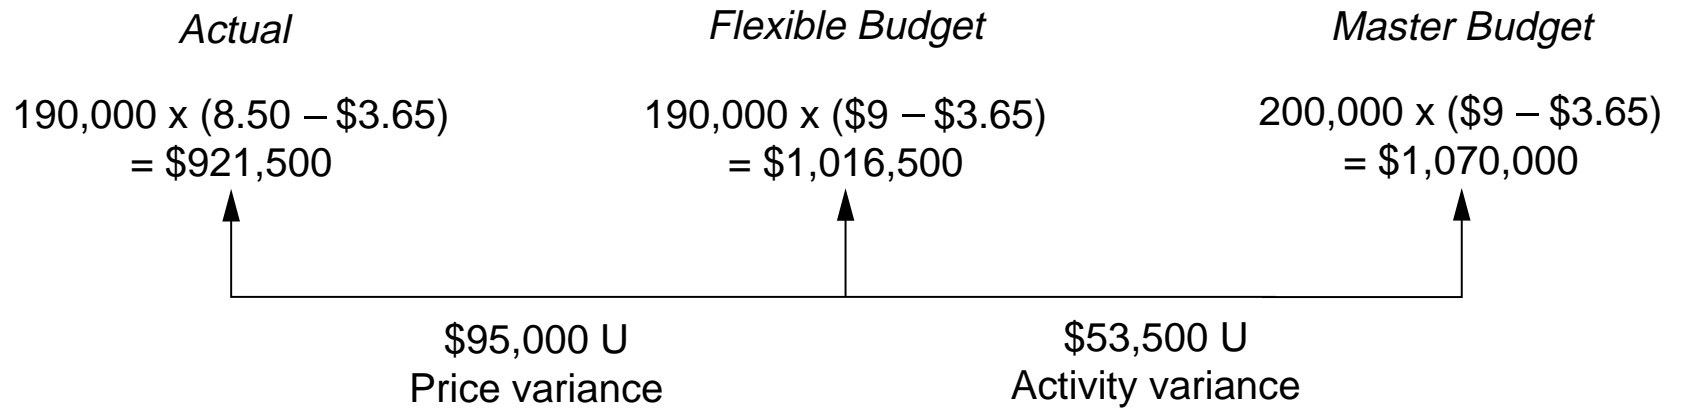 Actual
Flexible Budget
Master Budget
190,000 x (8.50 – $3.65)
= $921,500
190,000 x ($9 – $3.65)
= $1,016,500
200,000 x ($9 – $3.65)
= $1,070,000
$95,000 U
Price variance
$53,500 U
Activity variance